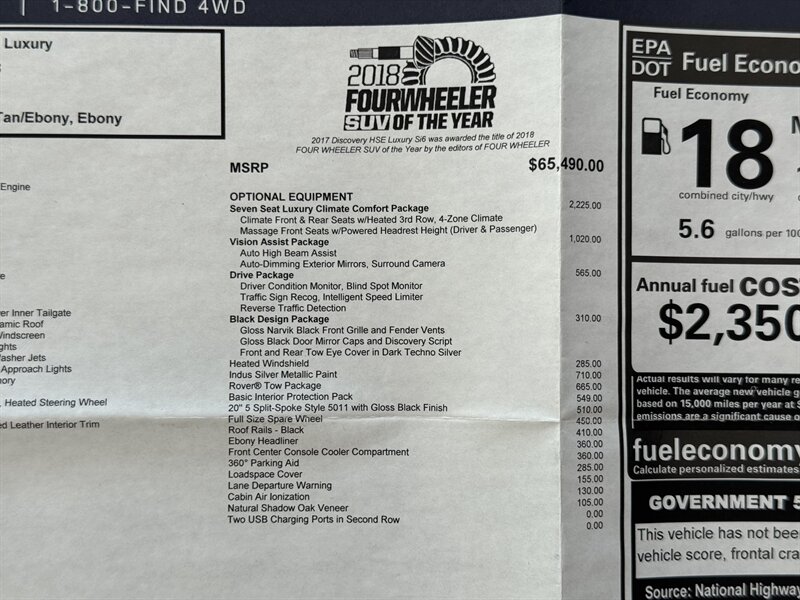 1-800-FIND 4WD
Luxury
Tan/Ebony, Ebony
Engine
er Inner Tailgate
amic Roof
Windscreen
ghts
asher Jets
Approach Lights
mory
, Heated Steering Wheel
ed Leather Interior Trim
2018
FOURWHEELER
SUV OF THE YEAR
2017 Discovery HSE Luxury Si6 was awarded the title of 2018
FOUR WHEELER SUV of the Year by the editors of FOUR WHEELER
MSRP $65,490.00
OPTIONAL EQUIPMENT
Seven Seat Luxury Climate Comfort Package 2,225.00
Climate Front & Rear Seats w/Heated 3rd Row, 4-Zone Climate
Massage Front Seats w/Powered Headrest Height (Driver & Passenger)
Vision Assist Package 1,020.00
Auto High Beam Assist
Auto-Dimming Exterior Mirrors, Surround Camera
Drive Package 565.00
Driver Condition Monitor, Blind Spot Monitor
Traffic Sign Recog, Intelligent Speed Limiter
Reverse Traffic Detection
Black Design Package 310.00
Gloss Narvik Black Front Grille and Fender Vents
Gloss Black Door Mirror Caps and Discovery Script
Front and Rear Tow Eye Cover in Dark Techno Silver
Heated Windshield 285.00
Indus Silver Metallic Paint 710.00
Rover® Tow Package 665.00
Basic Interior Protection Pack 549.00
20" 5 Split-Spoke Style 5011 with Gloss Black Finish 510.00
Full Size Spare Wheel 450.00
Roof Rails - Black 410.00
Ebony Headliner 360.00
Front Center Console Cooler Compartment 360.00
360° Parking Aid 285.00
Loadspace Cover 155.00
Lane Departure Warning 130.00
Cabin Air Ionization 105.00
Natural Shadow Oak Veneer 0.00
Two USB Charging Ports in Second Row 0.00
EPA
DOT Fuel Econo
Fuel Economy
18
combined city/hwy
5.6 gallons per 100
Annual fuel COS
$2,350
Actual results will vary for many re
vehicle. The average new vehicle g
based on 15,000 miles per year at $
emissions are a significant cause o
fueleconomy
Calculate personalized estimates
GOVERNMENT 5
This vehicle has not bee
vehicle score, frontal cra
Source: National Highway